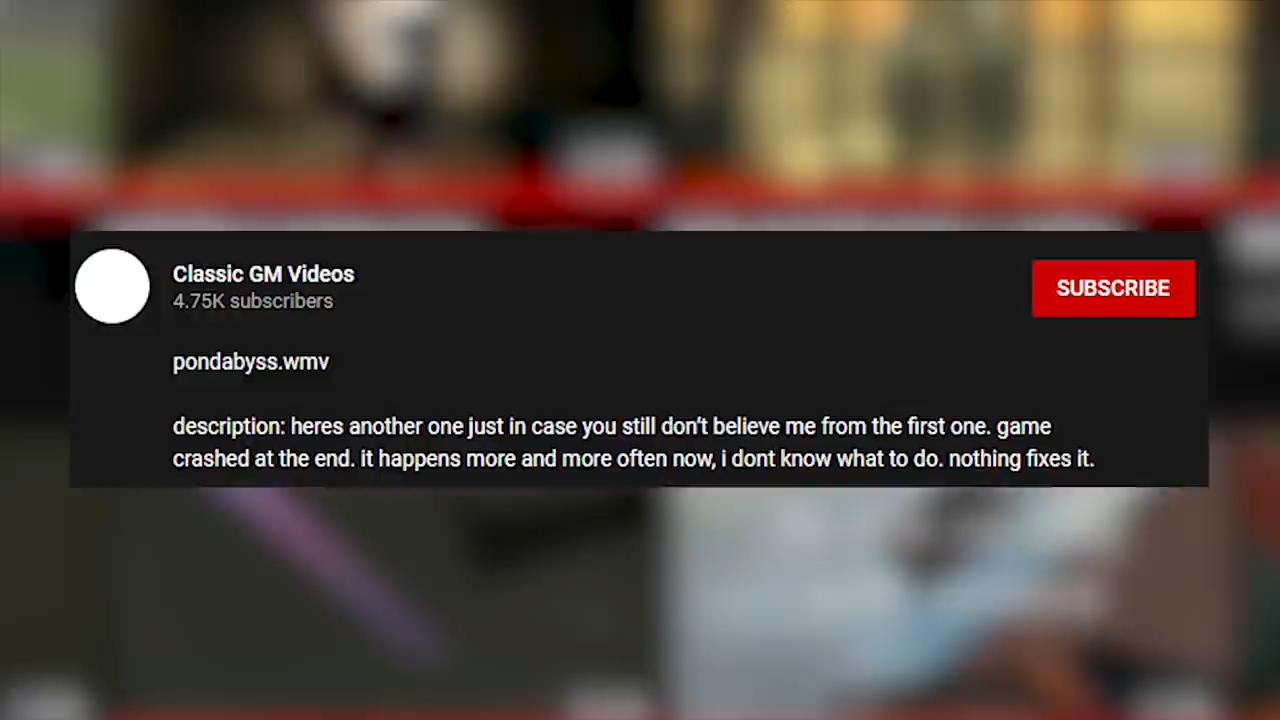 Classic GM Videos
4.75K subscribers
SUBSCRIBE
pondabyss.wmv
description: heres another one just in case you still don't believe me from the first one. game
crashed at the end. it happens more and more often now, i dont know what to do. nothing fixes it.